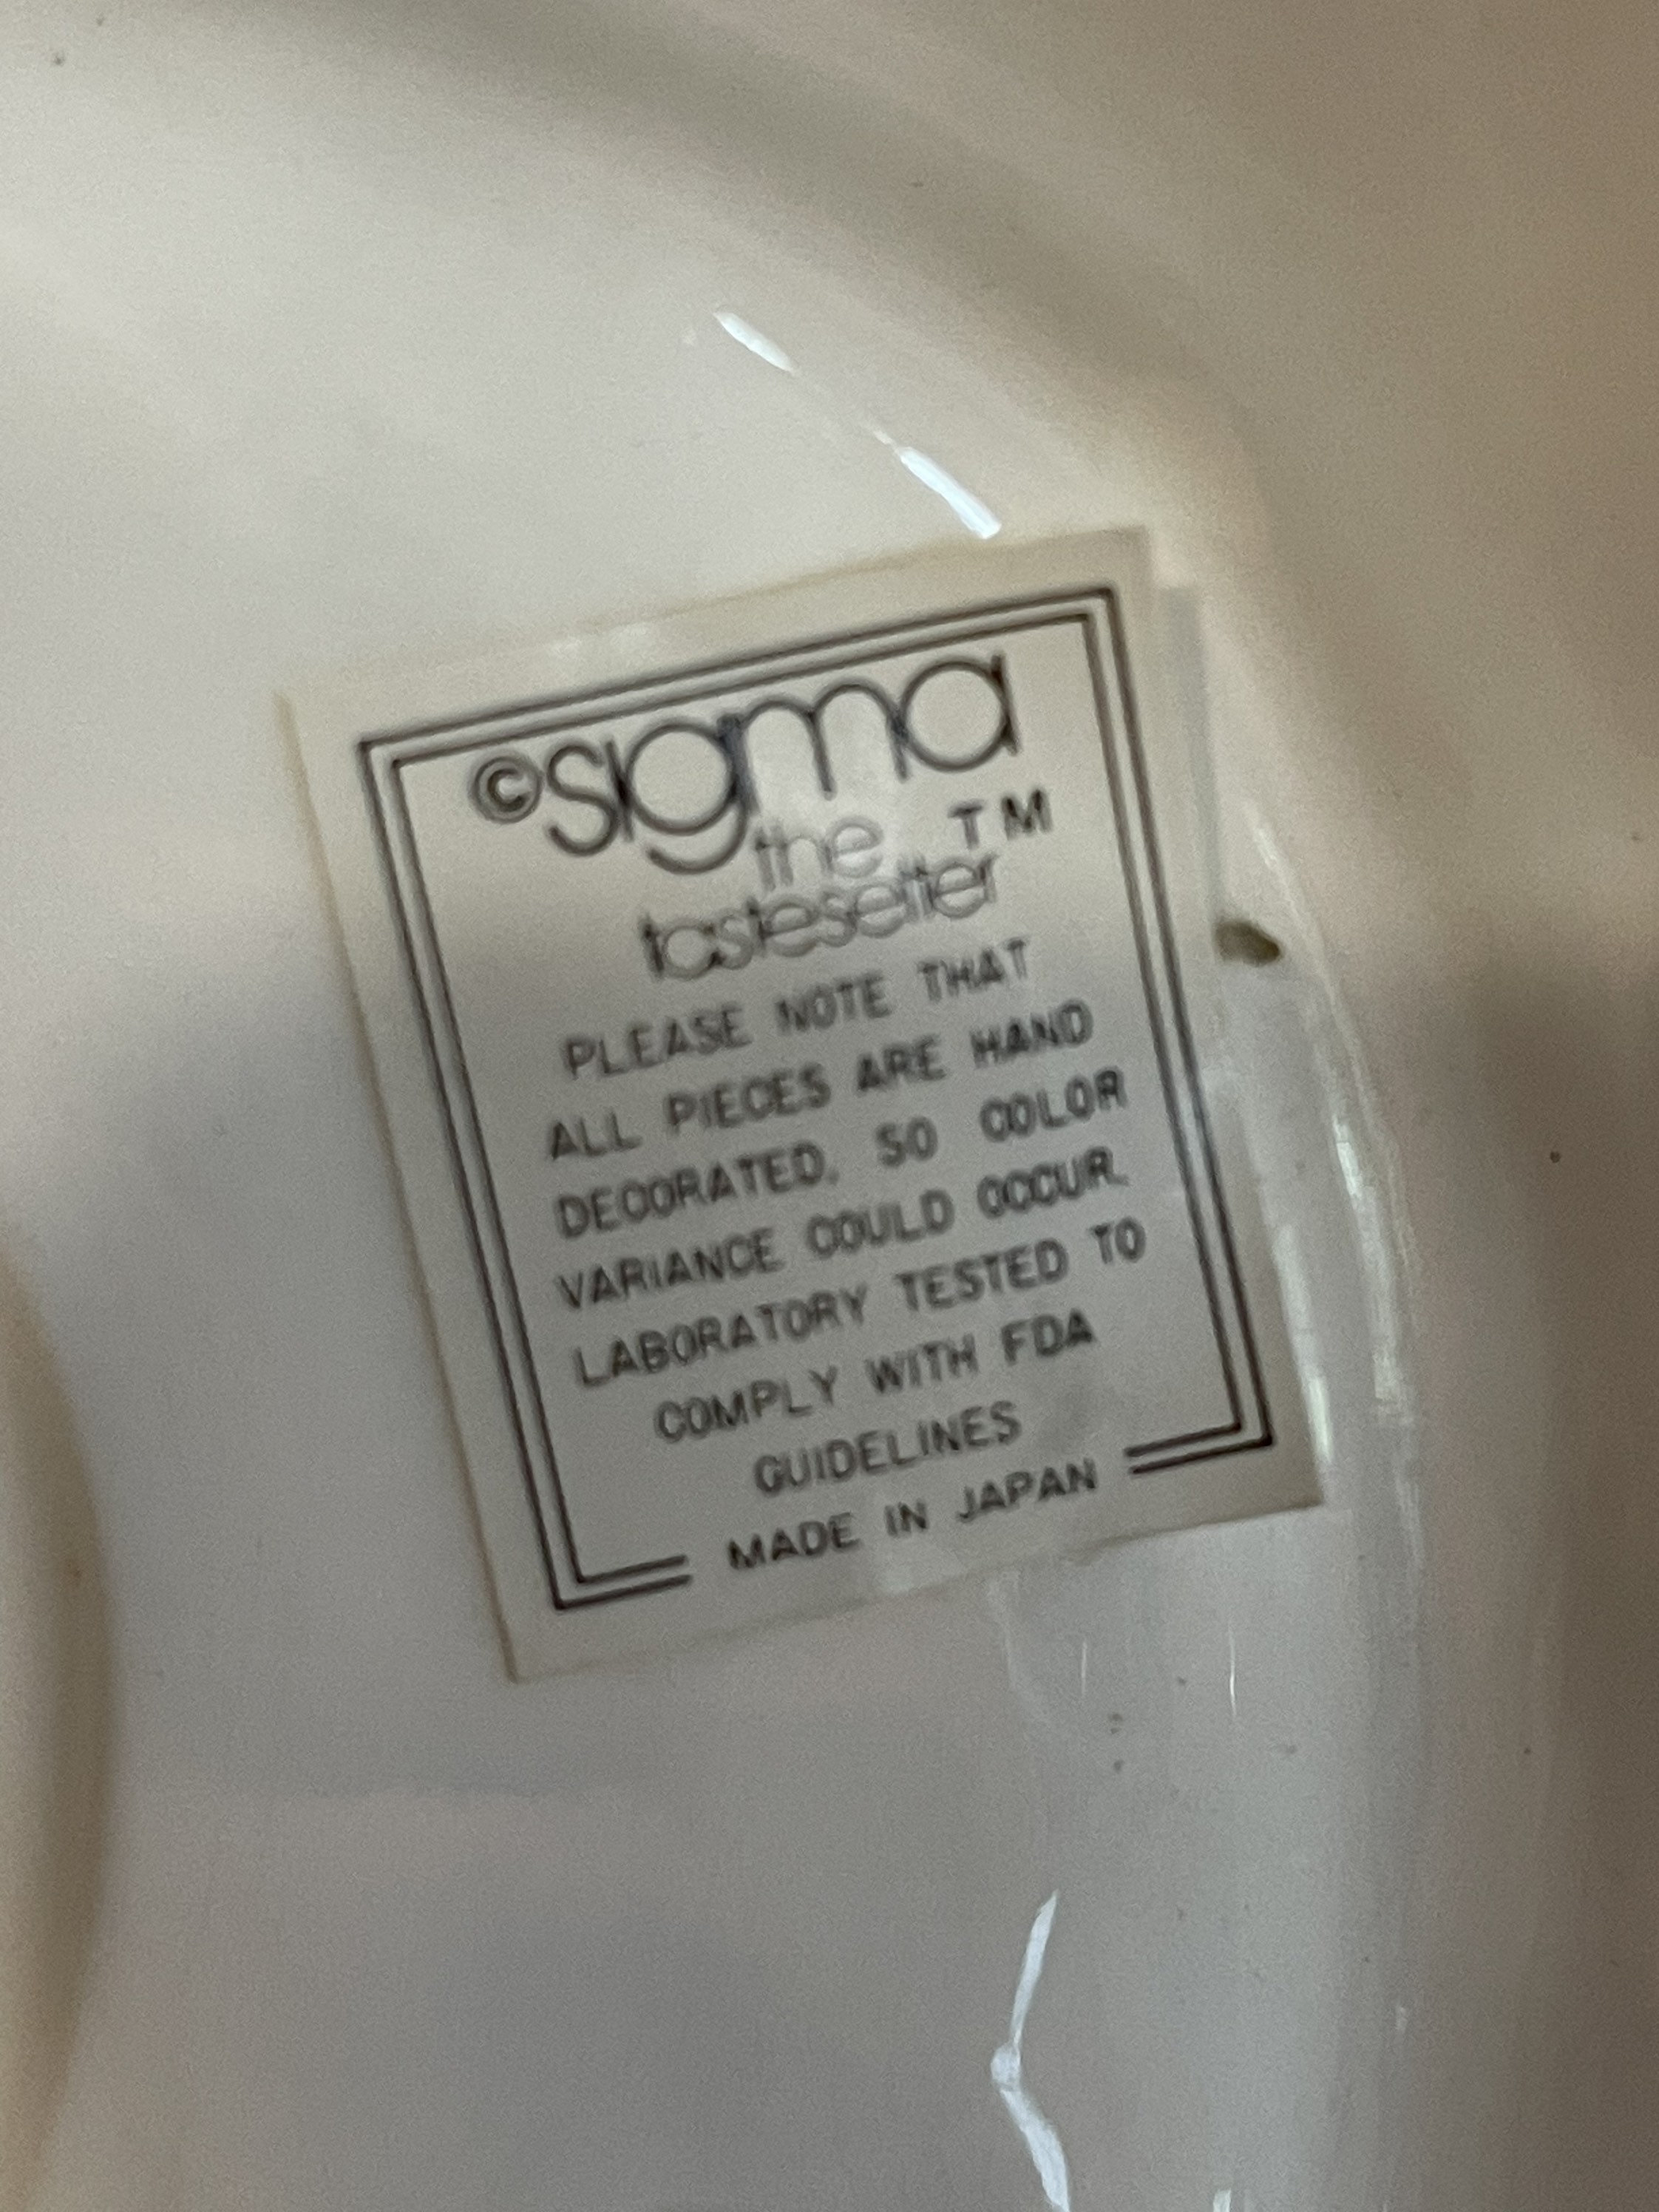 ©sigma
the TM
tastesetter
PLEASE NOTE THAT
ALL PIECES ARE HAND
DECORATED, SO COLOR
VARIANCE COULD OCCUR.
LABORATORY TESTED TO
COMPLY WITH FDA
GUIDELINES
MADE IN JAPAN